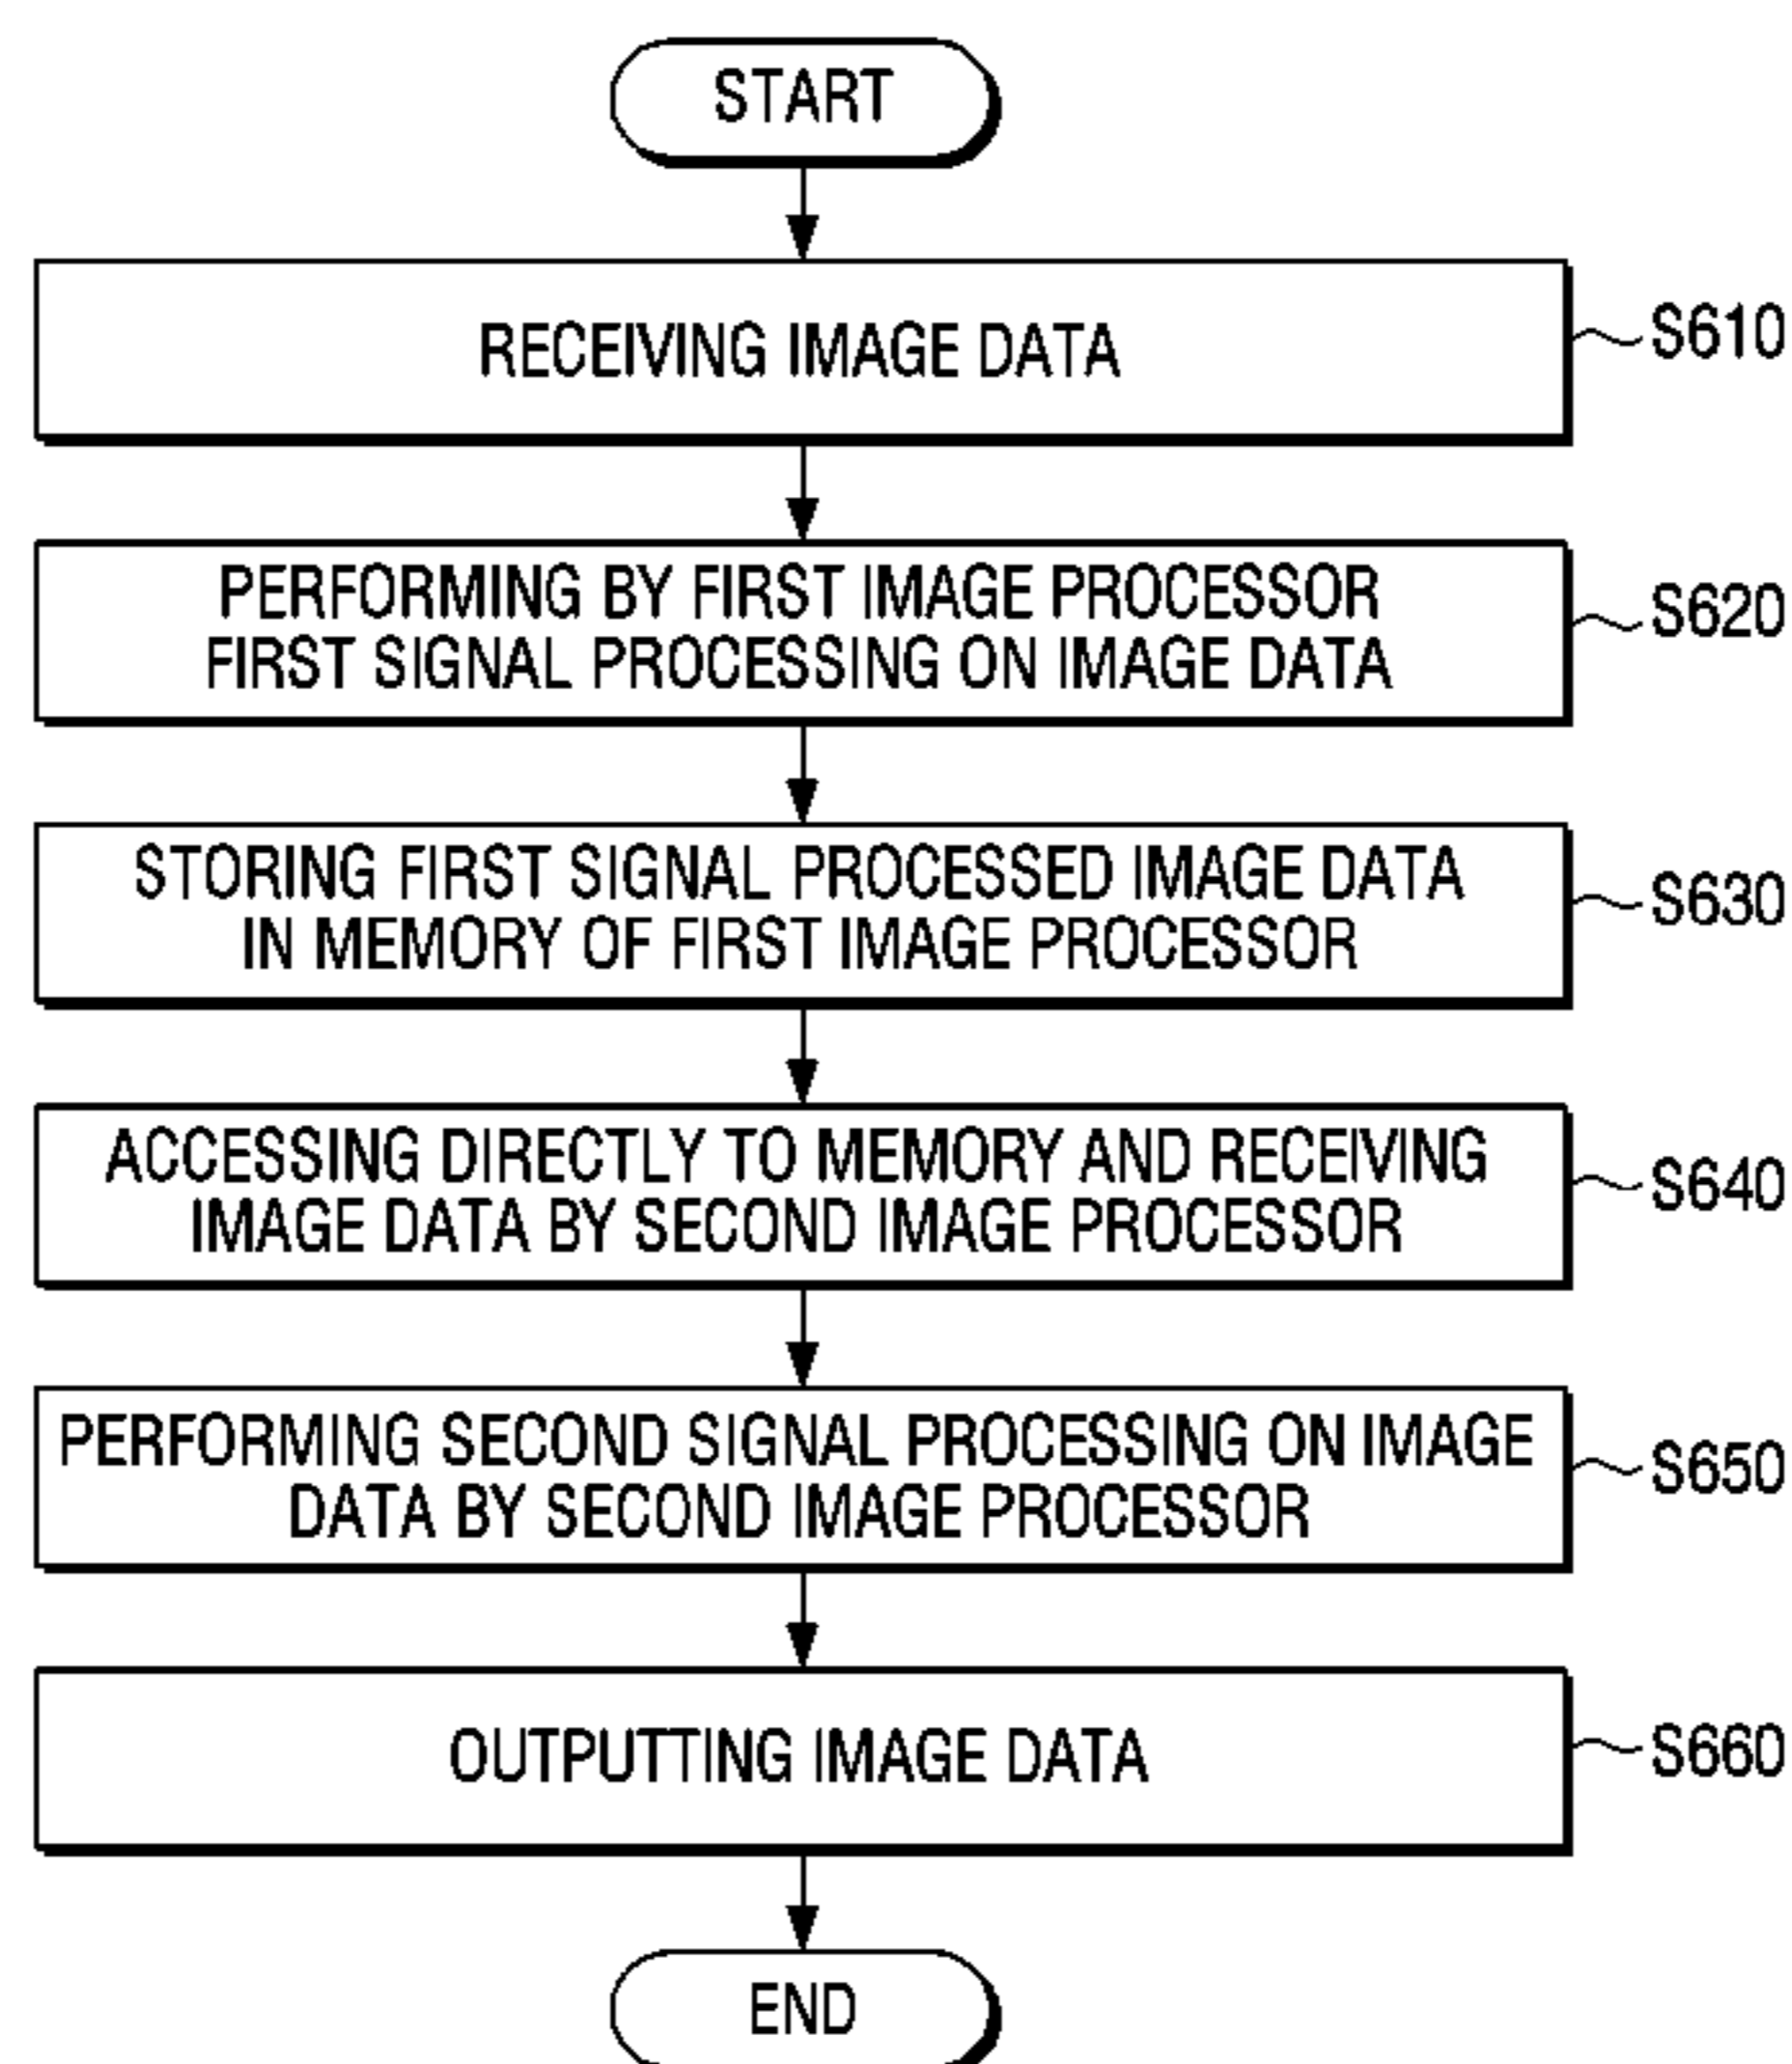 START
RECEIVING IMAGE DATA
S610
PERFORMING BY FIRST IMAGE PROCESSOR
FIRST SIGNAL PROCESSING ON IMAGE DATA
S620
STORING FIRST SIGNAL PROCESSED IMAGE DATA
IN MEMORY OF FIRST IMAGE PROCESSOR
S630
ACCESSING DIRECTLY TO MEMORY AND RECEIVING
IMAGE DATA BY SECOND IMAGE PROCESSOR
S640
PERFORMING SECOND SIGNAL PROCESSING ON IMAGE
DATA BY SECOND IMAGE PROCESSOR
S650
OUTPUTTING IMAGE DATA
S660
END